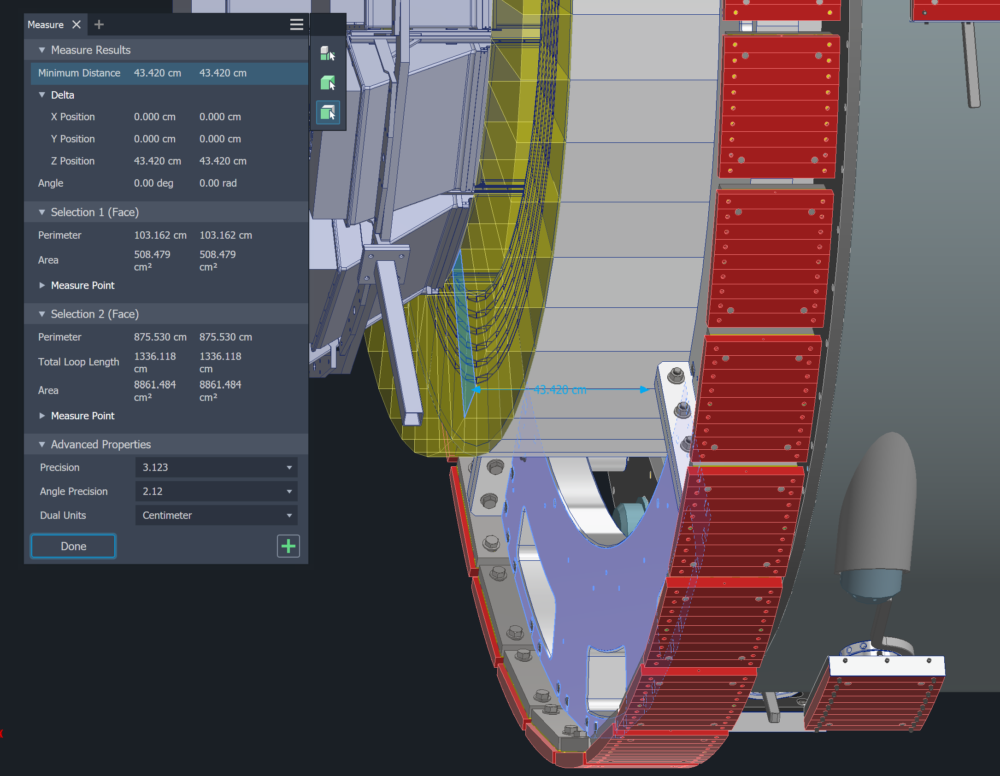 Measure
Measure Results
Minimum Distance 43.420 cm 43.420 cm
Delta
X Position 0.000 cm 0.000 cm
Y Position 0.000 cm 0.000 cm
Z Position 43.420 cm 43.420 cm
Angle 0.00 deg 0.00 rad
Selection 1 (Face)
Perimeter 103.162 cm 103.162 cm
Area 508.479 cm² 508.479 cm²
Measure Point
Selection 2 (Face)
Perimeter 875.530 cm 875.530 cm
Total Loop Length 1336.118 cm 1336.118 cm
Area 8861.484 cm² 8861.484 cm²
Measure Point
Advanced Properties
Precision 3.123
Angle Precision 2.12
Dual Units Centimeter
Done
43.420 cm
X